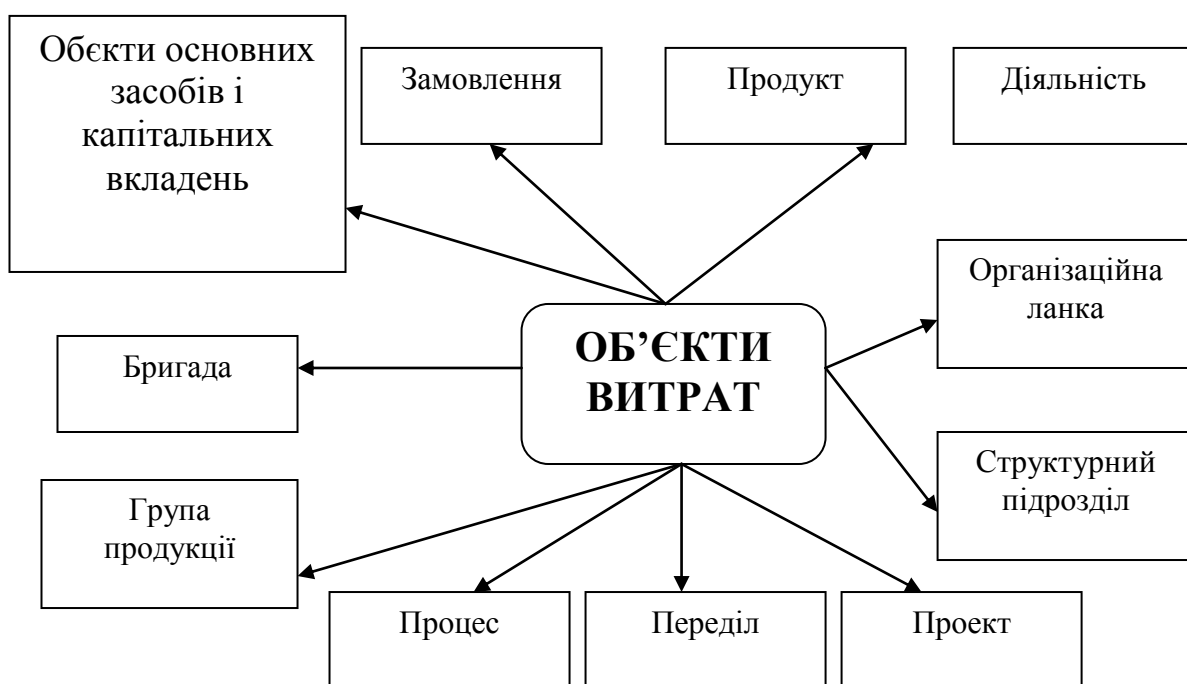 Обєкти основних
засобів і
капітальних
вкладень
Замовлення
Продукт
Діяльність
Організаційна
ланка
ОБ’ЄКТИ
ВИТРАТ
Бригада
Структурний
підрозділ
Група
продукції
Процес
Переділ
Проект